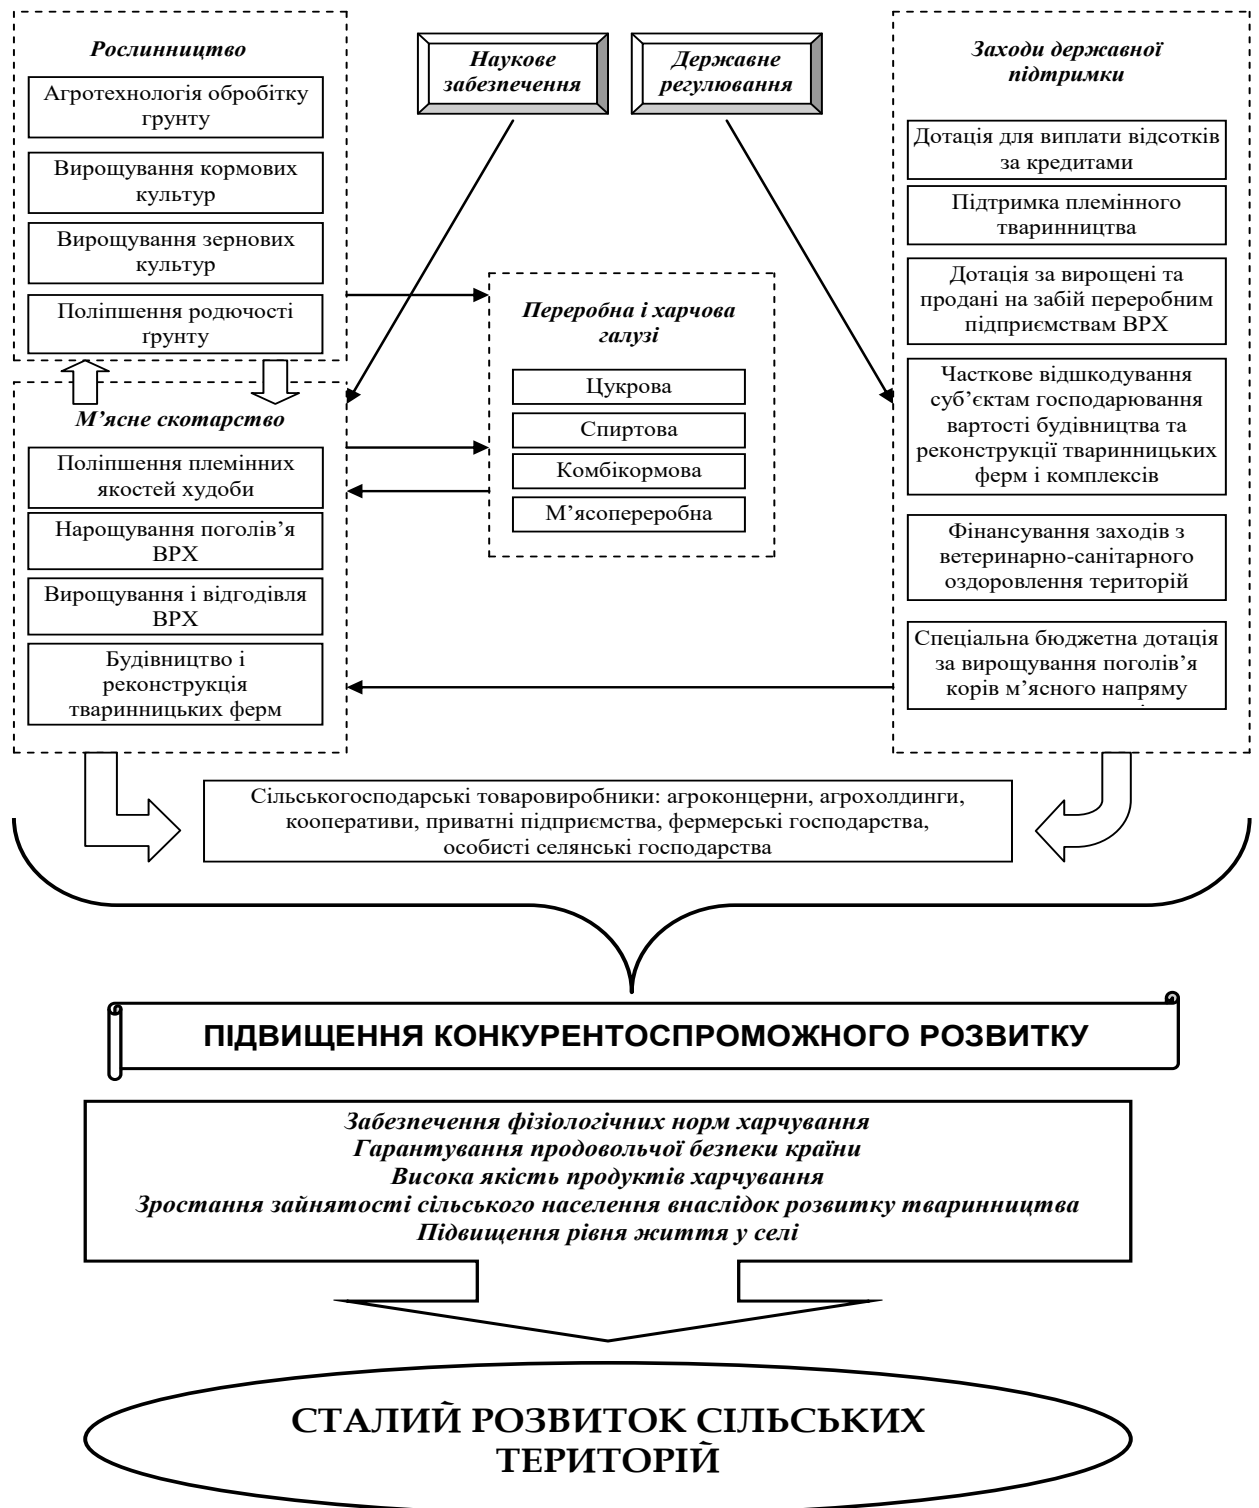 Рослинництво
Агротехнологія обробітку
грунту
Вирощування кормових
культур
Вирощування зернових
культур
Поліпшення родючості
ґрунту
М’ясне скотарство
Поліпшення племінних
якостей худоби
Нарощування поголів’я
ВРХ
Вирощування і відгодівля
ВРХ
Будівництво і
реконструкція
тваринницьких ферм
Наукове
забезпечення
Державне
регулювання
Переробна і харчова
галузі
Цукрова
Спиртова
Комбікормова
М’ясопереробна
Заходи державної
підтримки
Дотація для виплати відсотків
за кредитами
Підтримка племінного
тваринництва
Дотація за вирощені та
продані на забій переробним
підприємствам ВРХ
Часткове відшкодування
суб’єктам господарювання
вартості будівництва та
реконструкції тваринницьких
ферм і комплексів
Фінансування заходів з
ветеринарно-санітарного
оздоровлення територій
Спеціальна бюджетна дотація
за вирощування поголів’я
корів м’ясного напряму
Сільськогосподарські товаровиробники: агроконцерни, агрохолдинги,
кооперативи, приватні підприємства, фермерські господарства,
особисті селянські господарства
ПІДВИЩЕННЯ КОНКУРЕНТОСПРОМОЖНОГО РОЗВИТКУ
Забезпечення фізіологічних норм харчування
Гарантування продовольчої безпеки країни
Висока якість продуктів харчування
Зростання зайнятості сільського населення внаслідок розвитку тваринництва
Підвищення рівня життя у селі
СТАЛИЙ РОЗВИТОК СІЛЬСЬКИХ
ТЕРИТОРІЙ